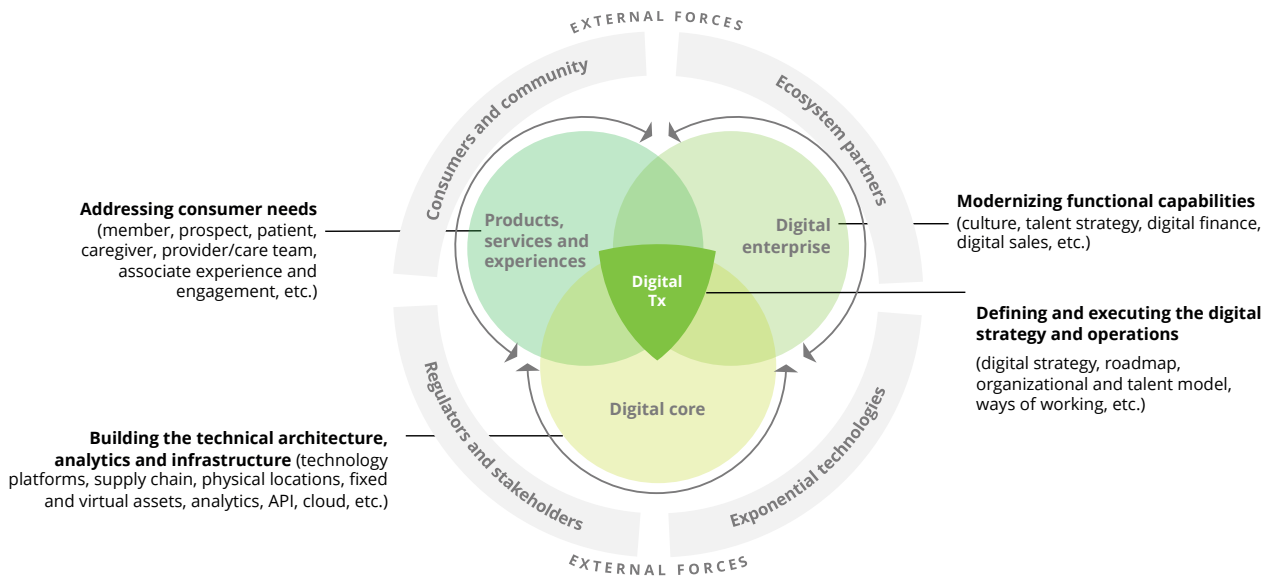 EXTERNAL FORCES
Consumers and community
Ecosystem partners
Addressing consumer needs
(member, prospect, patient,
caregiver, provider/care team,
associate experience and
engagement, etc.)
Products,
services and
experiences
Digital
enterprise
Modernizing functional capabilities
(culture, talent strategy, digital finance,
digital sales, etc.)
Digital
Tx
Defining and executing the digital
strategy and operations
(digital strategy, roadmap,
organizational and talent model,
ways of working, etc.)
Digital core
Building the technical architecture,
analytics and infrastructure (technology
platforms, supply chain, physical locations, fixed
and virtual assets, analytics, API, cloud, etc.)
Regulators and stakeholders
Exponential technologies
EXTERNAL FORCES